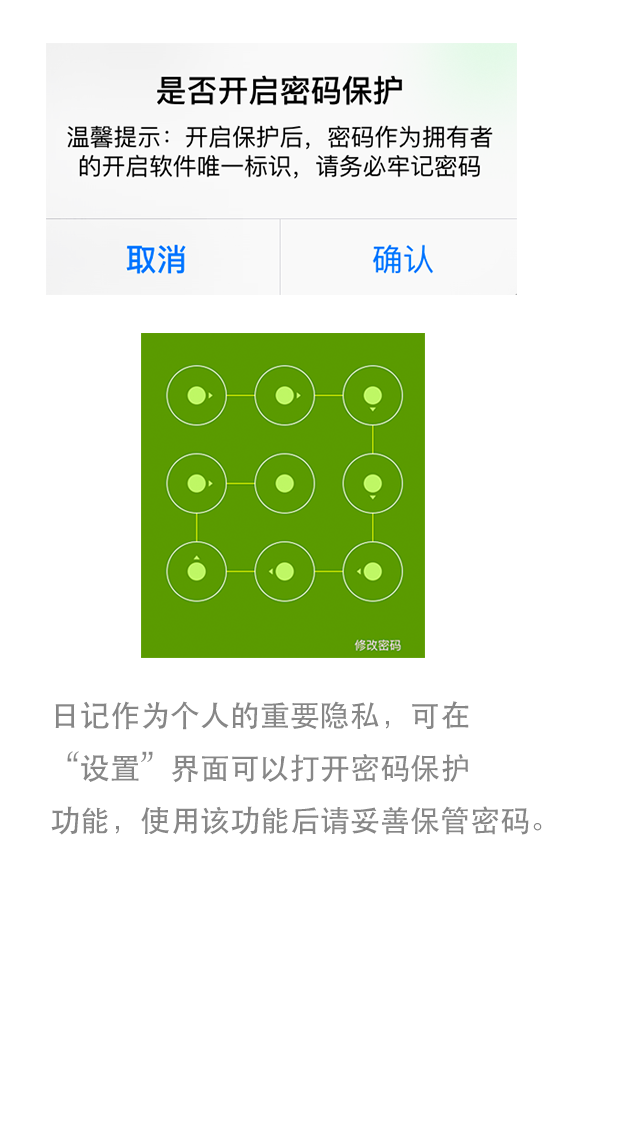 是否开启密码保护
温馨提示：开启保护后，密码作为拥有者
的开启软件唯一标识，请务必牢记密码
取消
确认
修改密码
日记作为个人的重要隐私，可在
“设置”界面可以打开密码保护
功能，使用该功能后请妥善保管密码。